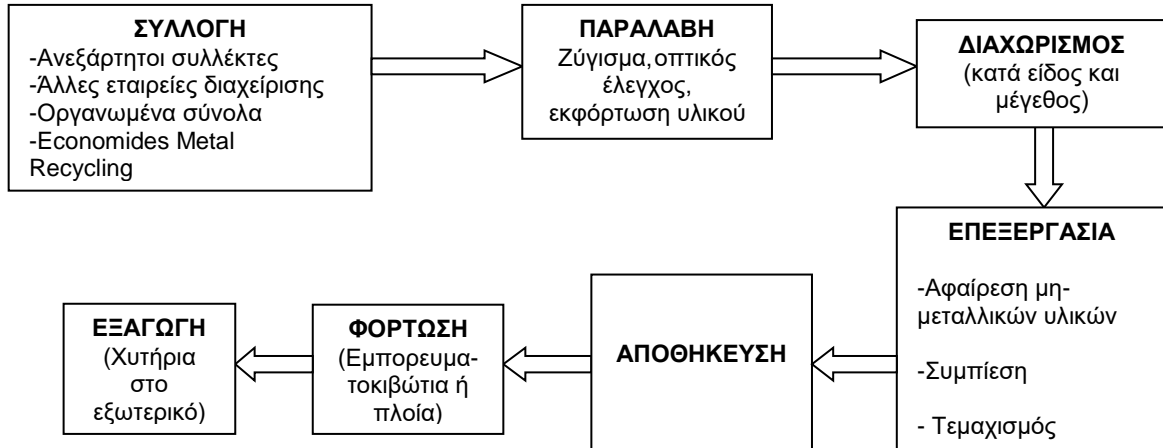 ΣΥΛΛΟΓΗ
-Ανεξάρτητοι συλλέκτες
-Άλλες εταιρείες διαχείρισης
-Οργανωμένα σύνολα
-Economides Metal
Recycling
ΠΑΡΑΛΑΒΗ
Ζύγισμα, οπτικός
έλεγχος,
εκφόρτωση υλικού
ΔΙΑΧΩΡΙΣΜΟΣ
(κατά είδος και
μέγεθος)
ΕΠΕΞΕΡΓΑΣΙΑ
-Αφαίρεση μη-
μεταλλικών υλικών
-Συμπίεση
- Τεμαχισμός
ΑΠΟΘΗΚΕΥΣΗ
ΦΟΡΤΩΣΗ
(Εμπορευμα-
τοκιβώτια ή
πλοία)
ΕΞΑΓΩΓΗ
(Χυτήρια
στο
εξωτερικό)